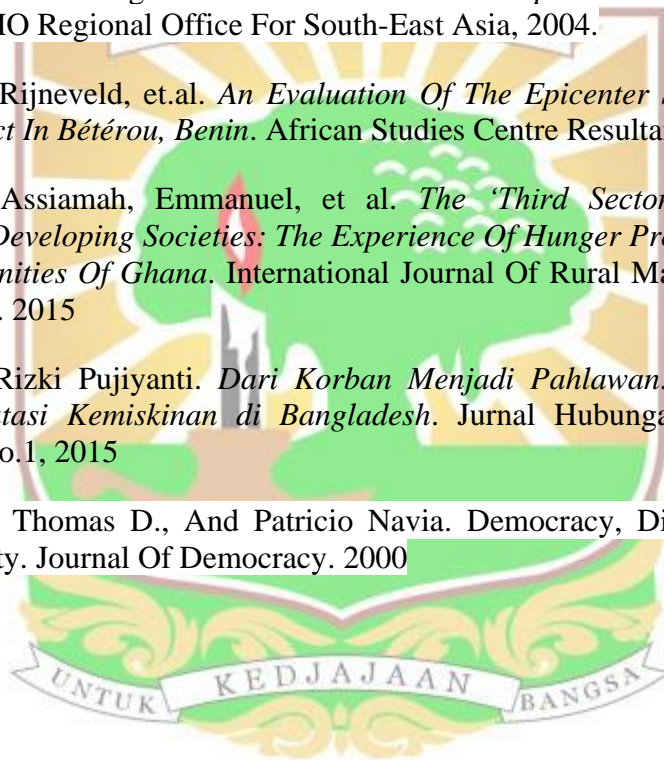 IO Regional Office For South-East Asia, 2004.
Rijneveld, et.al. An Evaluation Of The Epicenter
ct In Bétérou, Benin. African Studies Centre Resulta
Assiamah, Emmanuel, et al. The ‘Third Sector
Developing Societies: The Experience Of Hunger Pr
nities Of Ghana. International Journal Of Rural Ma
. 2015
Rizki Pujiyanti. Dari Korban Menjadi Pahlawan.
tasi Kemiskinan di Bangladesh. Jurnal Hubunga
o.1, 2015
Thomas D., And Patricio Navia. Democracy, Di
ty. Journal Of Democracy. 2000
UNTUK KEDJAJAAN BANGSA